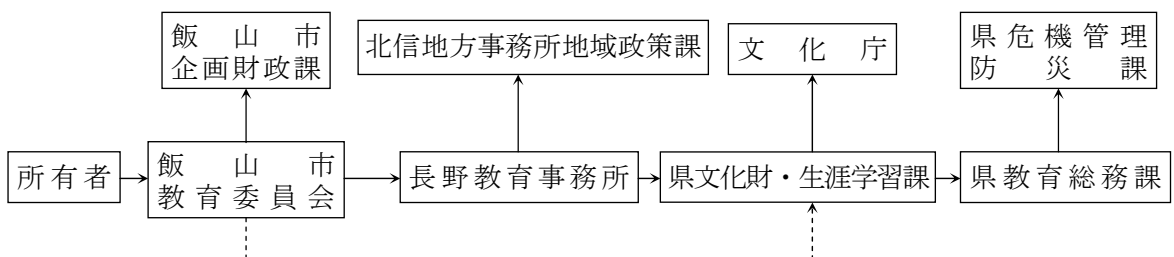 飯山市
企画財政課
北信地方事務所地域政策課
文化庁
県危機管理
防災課
所有者
飯山市
教育委員会
長野教育事務所
県文化財・生涯学習課
県教育総務課